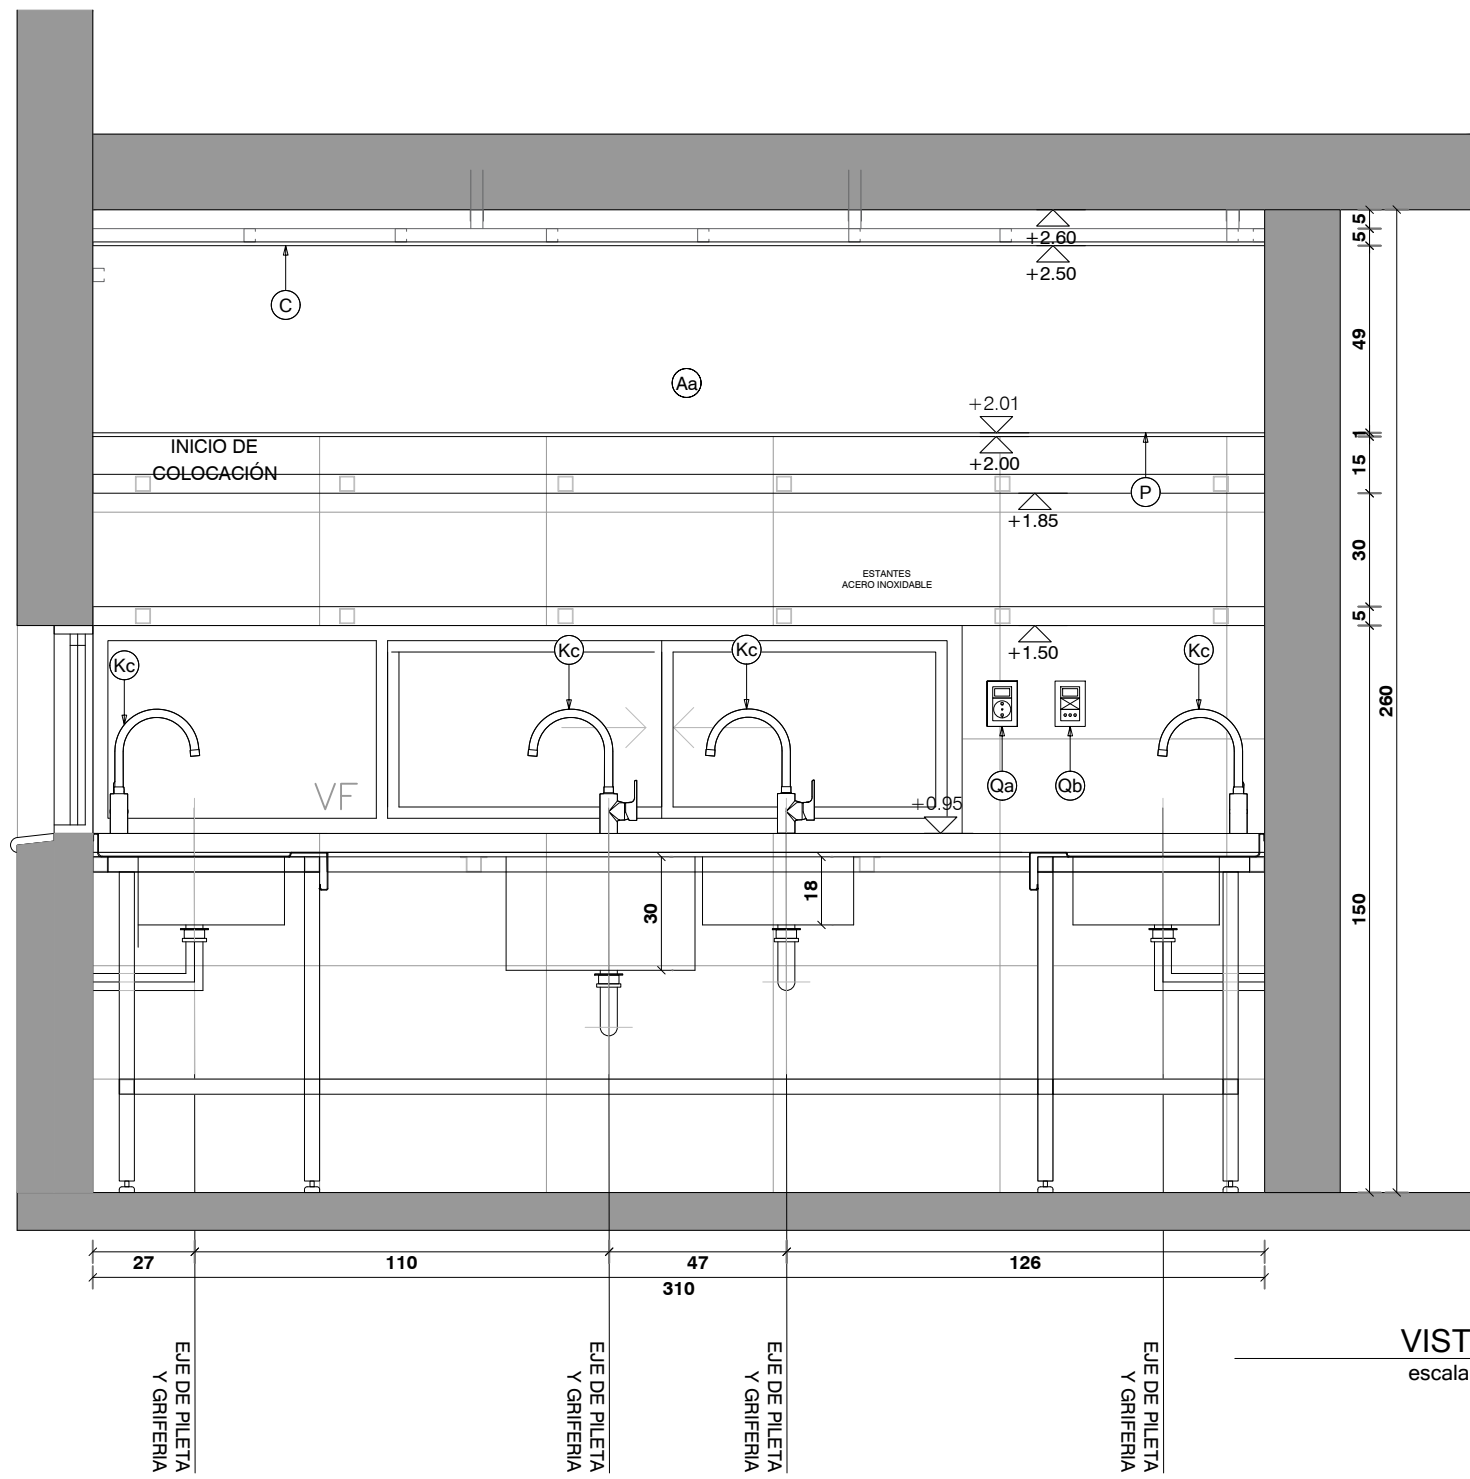 5
+2.60
5
+2.50
C
49
Aa
+2.01
INICIO DE
COLOCACIÓN
+2.00
1
15
P
+1.85
30
ESTANTES
ACERO INOXIDABLE
5
+1.50
Kc
Kc
Kc
Kc
260
VF
Qa
Qb
+0.95
30
18
150
27
110
47
126
310
EJE DE PILETA
Y GRIFERIA
EJE DE PILETA
Y GRIFERIA
EJE DE PILETA
Y GRIFERIA
EJE DE PILETA
Y GRIFERIA
VIST
escala